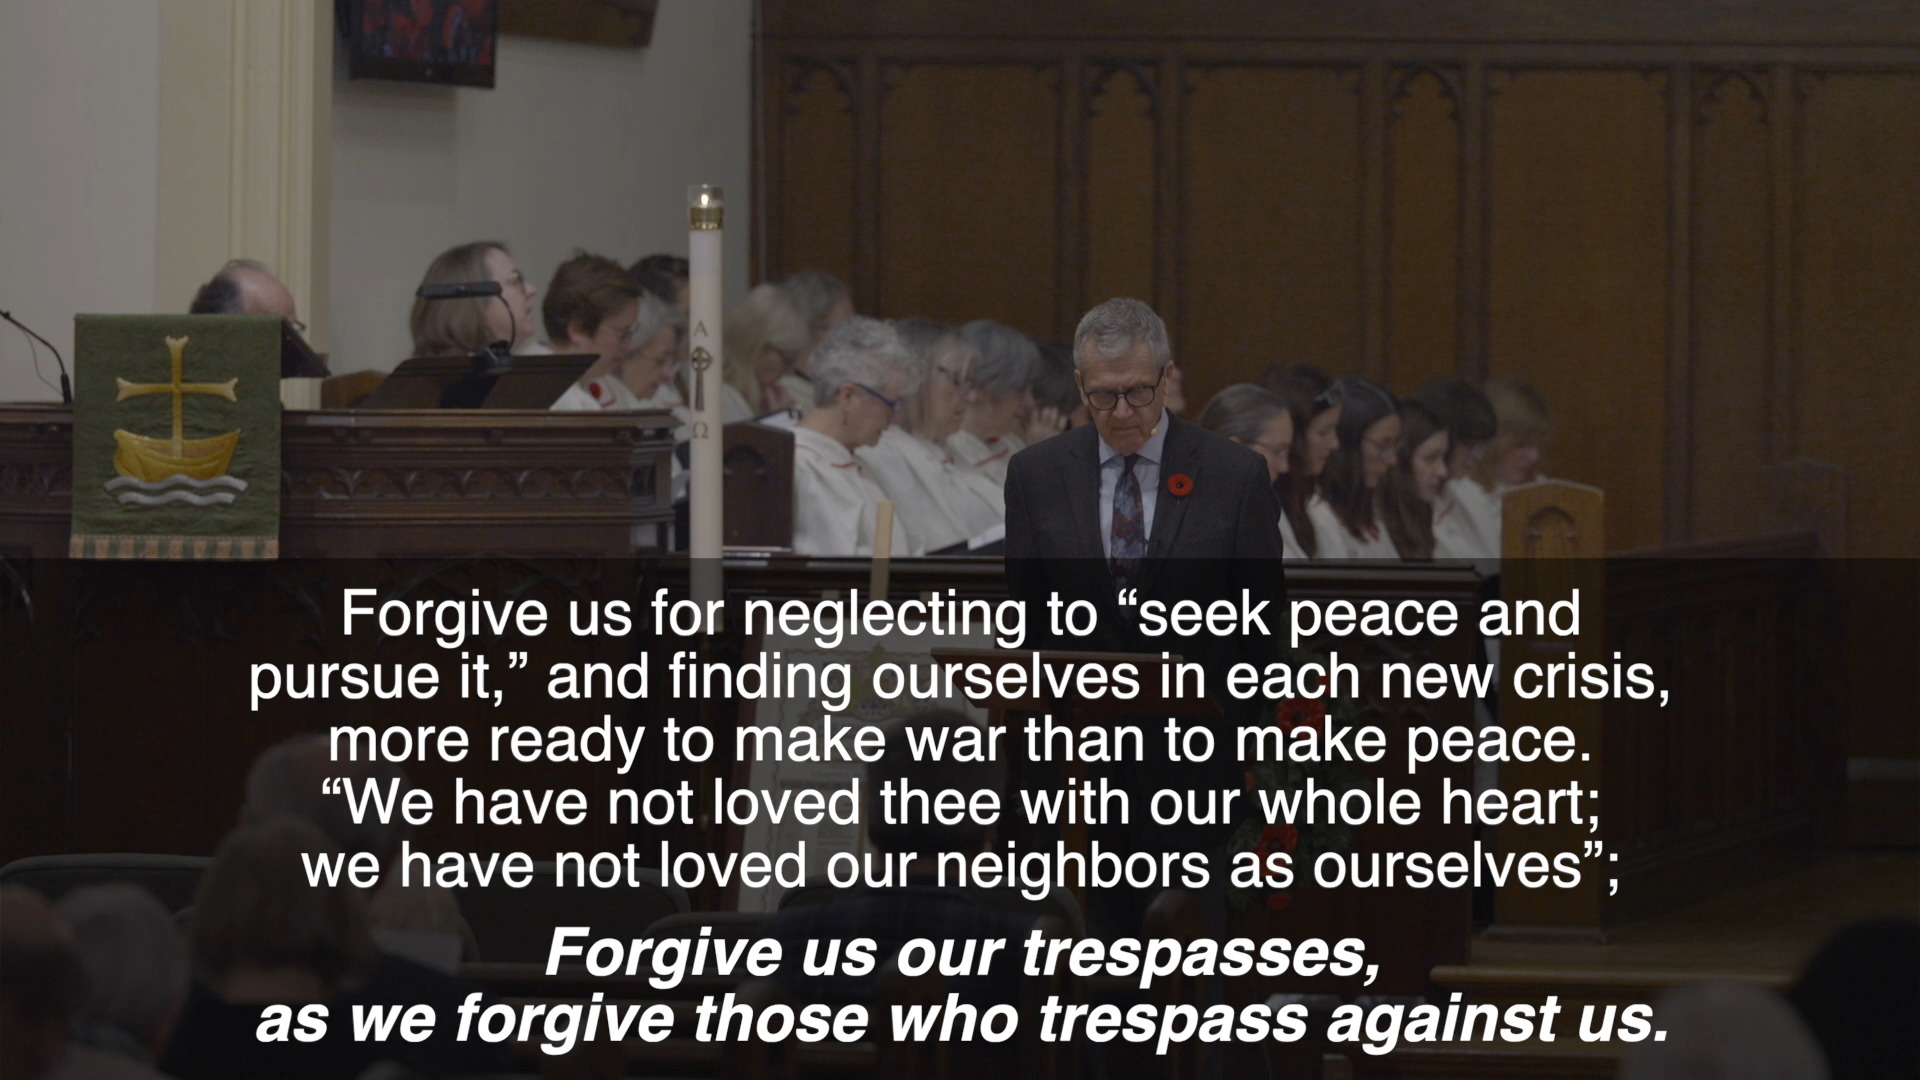 Α
Ω
Forgive us for neglecting to “seek peace and
pursue it,” and finding ourselves in each new crisis,
more ready to make war than to make peace.
“We have not loved thee with our whole heart;
we have not loved our neighbors as ourselves”;
Forgive us our trespasses,
as we forgive those who trespass against us.